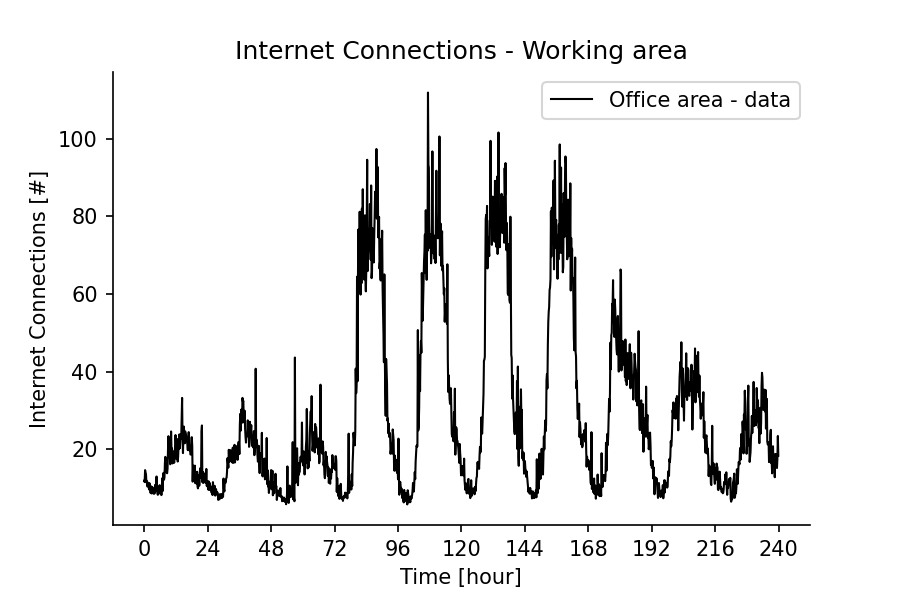 Internet Connections - Working area
Office area - data
Internet Connections [#]
100
80
60
40
20
0 24 48 72 96 120 144 168 192 216 240
Time [hour]